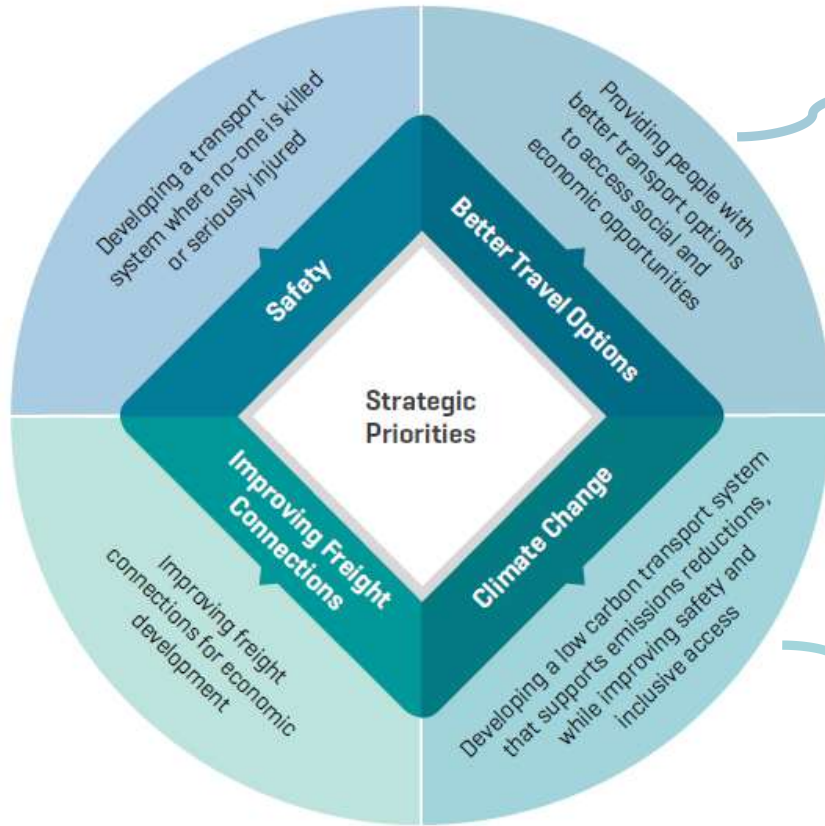 Strategic
Priorities
Safety
Developing a transport
system where no-one is killed
or seriously injured
Better Travel Options
Providing people with
better transport options
to access social and
economic opportunities
Improving Freight
Connections
Improving freight
connections for economic
development
Climate Change
Developing a low carbon transport system
that supports emissions reductions,
while improving safety and
inclusive access